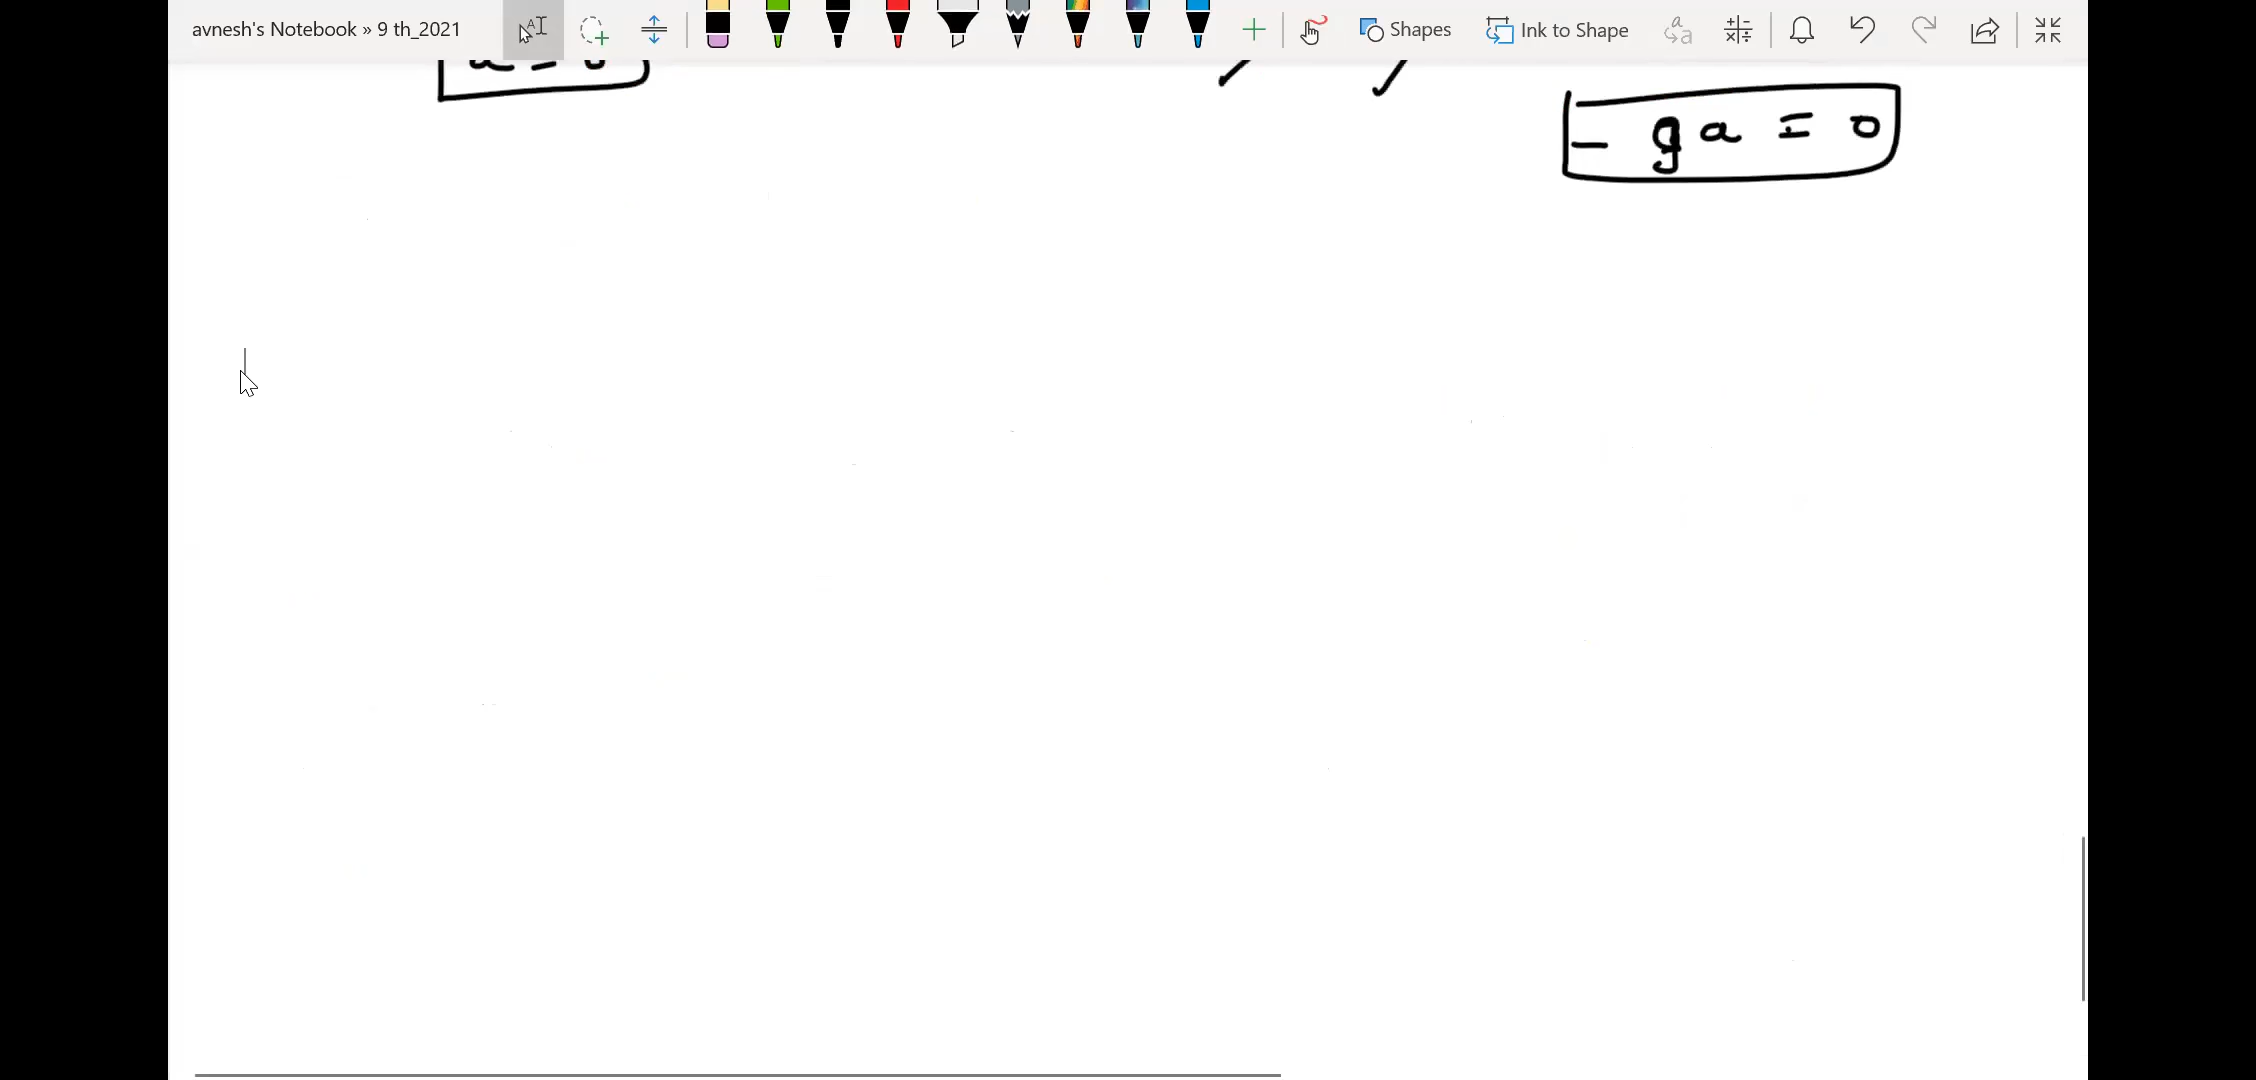 avnesh's Notebook » 9 th_2021
Shapes
Ink to Shape
- ga = 0